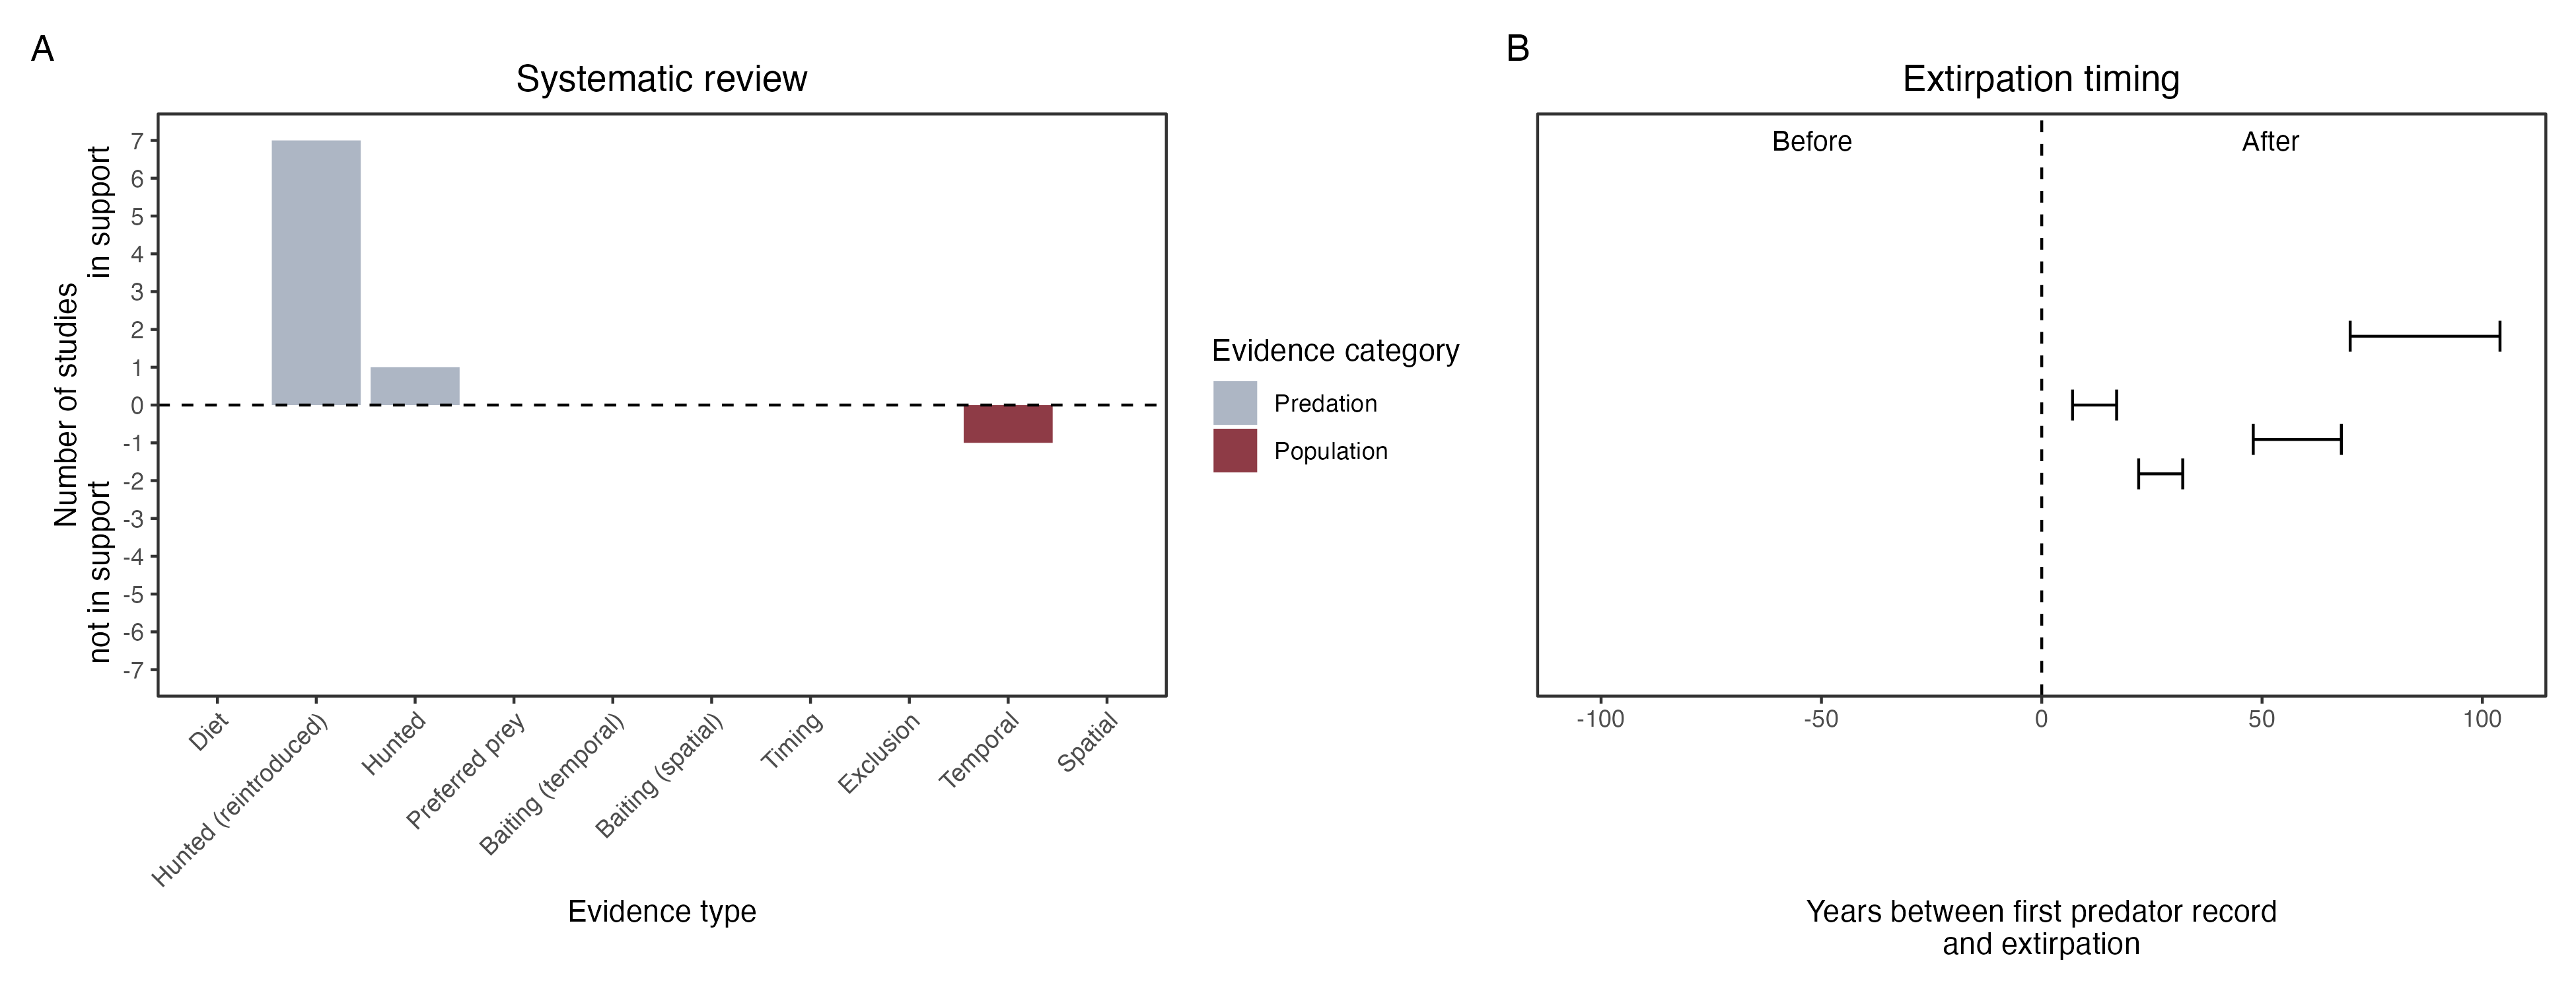 A
Systematic review
Number of studies
not in support
in support
7
6
5
4
3
2
1
0
-1
-2
-3
-4
-5
-6
-7
Diet
Hunted (reintroduced)
Hunted
Preferred prey
Baiting (temporal)
Baiting (spatial)
Timing
Exclusion
Temporal
Spatial
Evidence type
Evidence category
Predation
Population
B
Extirpation timing
Before
After
-100
-50
0
50
100
Years between first predator record
and extirpation